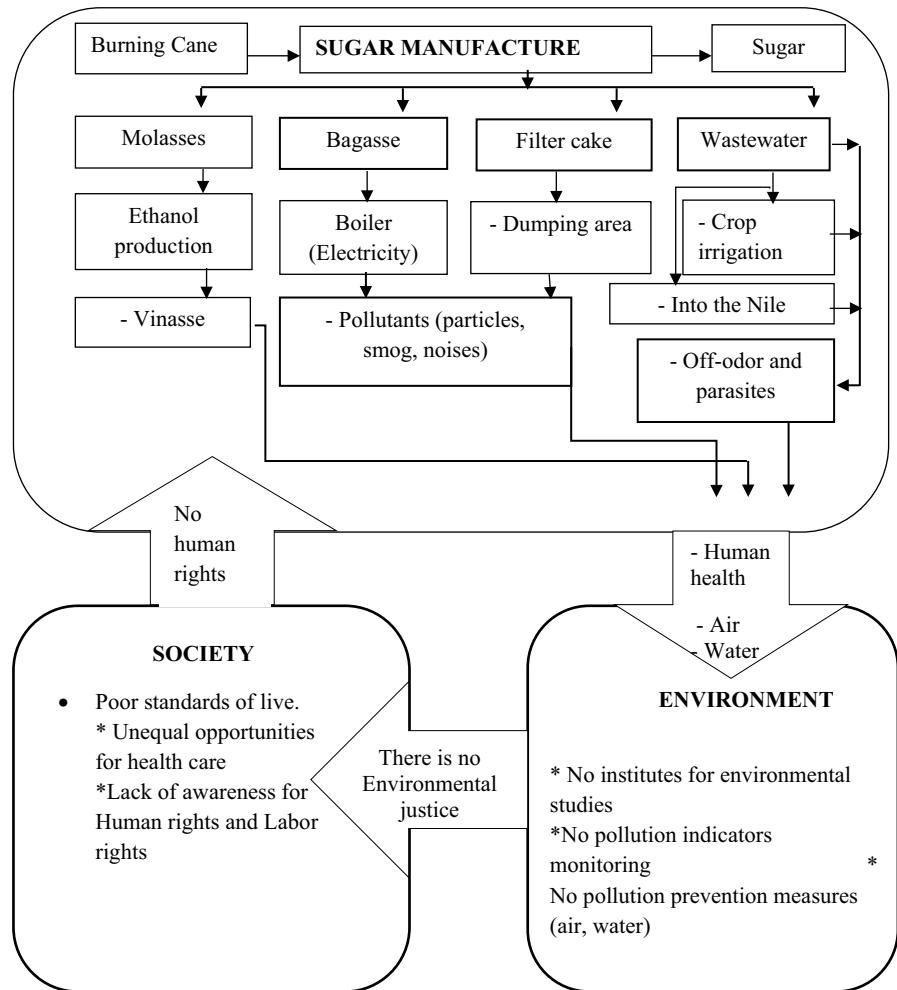 Burning Cane
SUGAR MANUFACTURE
Sugar
Molasses
Bagasse
Filter cake
Wastewater
Ethanol
production
Boiler
(Electricity)
- Dumping area
- Crop
irrigation
- Vinasse
- Pollutants (particles,
smog, noises)
- Into the Nile
- Off-odor and
parasites
No
human
rights
- Human
health
- Air
- Water
SOCIETY
• Poor standards of live.
* Unequal opportunities
for health care
*Lack of awareness for
Human rights and Labor
rights
There is no
Environmental
justice
ENVIRONMENT
* No institutes for environmental
studies
*No pollution indicators
monitoring *
No pollution prevention measures
(air, water)